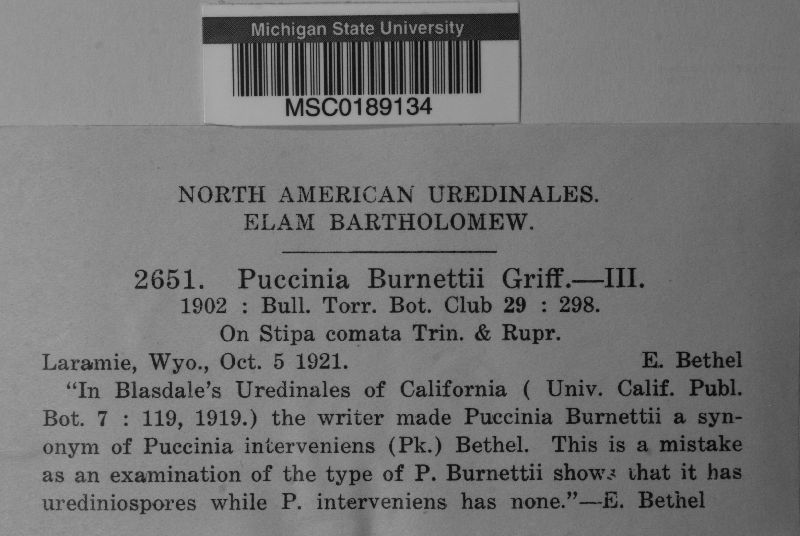 Michigan State University
MSC0189134
NORTH AMERICAN UREDINALES.
ELAM BARTHOLOMEW.
2651. Puccinia Burnettii Griff.—III.
1902 : Bull. Torr. Bot. Club 29 : 298.
On Stipa comata Trin. & Rupr.
Laramie, Wyo., Oct. 5 1921. E. Bethel
"In Blasdale's Uredinales of California ( Univ. Calif. Publ.
Bot. 7 : 119, 1919.) the writer made Puccinia Burnettii a syn-
onym of Puccinia interveniens (Pk.) Bethel. This is a mistake
as an examination of the type of P. Burnettii shows that it has
urediniospores while P. interveniens has none."—E. Bethel